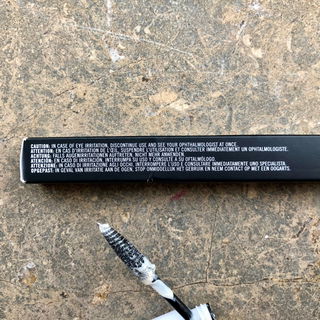 CAUTION: IN CASE OF EYE IRRITATION, DISCONTINUE USE AND SEE YOUR OPHTHALMOLOGIST AT ONCE.
ATTENTION: EN CAS D'IRRITATION DE L'ŒIL, SUSPENDRE L'UTILISATION ET CONSULTER IMMÉDIATEMENT UN OPHTALMOLOGISTE.
ACHTUNG: FALLS AUGENIRRITATIONEN AUFTRETEN, NICHT MEHR ANWENDEN.
ATENCIÓN: EN CASO DE IRRITACIÓN, INTERRUMPA SU USO Y CONSULTE A SU OFTALMÓLOGO.
ATTENZIONE: IN CASO DI IRRITAZIONE AGLI OCCHI, INTERROMPERE L'USO E CONSULTARE IMMEDIATAMENTE UNO SPECIALISTA.
OPGEPAST: IN GEVAL VAN IRRITATIE AAN DE OGEN, STOP ONMIDDELLIJK HET GEBRUIK EN NEEM CONTACT OP MET EEN OOGARTS.